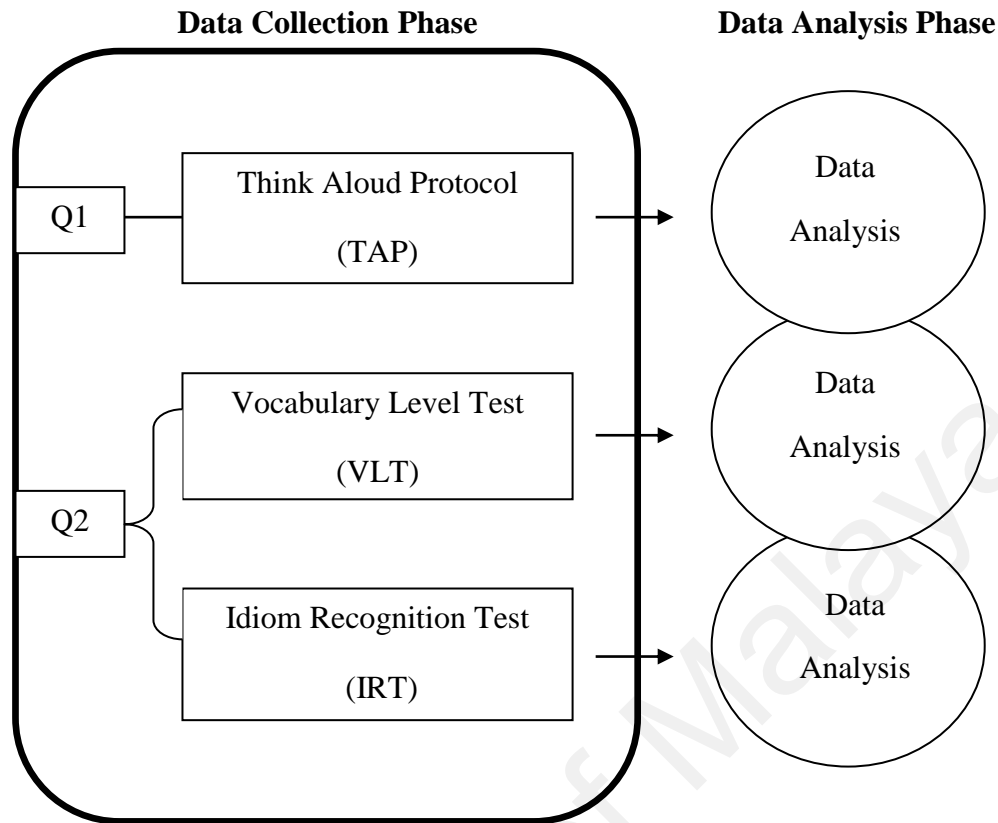 Data Collection Phase
Data Analysis Phase
Q1
Think Aloud Protocol
(TAP)
Data
Analysis
Q2
Vocabulary Level Test
(VLT)
Data
Analysis
Idiom Recognition Test
(IRT)
Data
Analysis
f Malaya